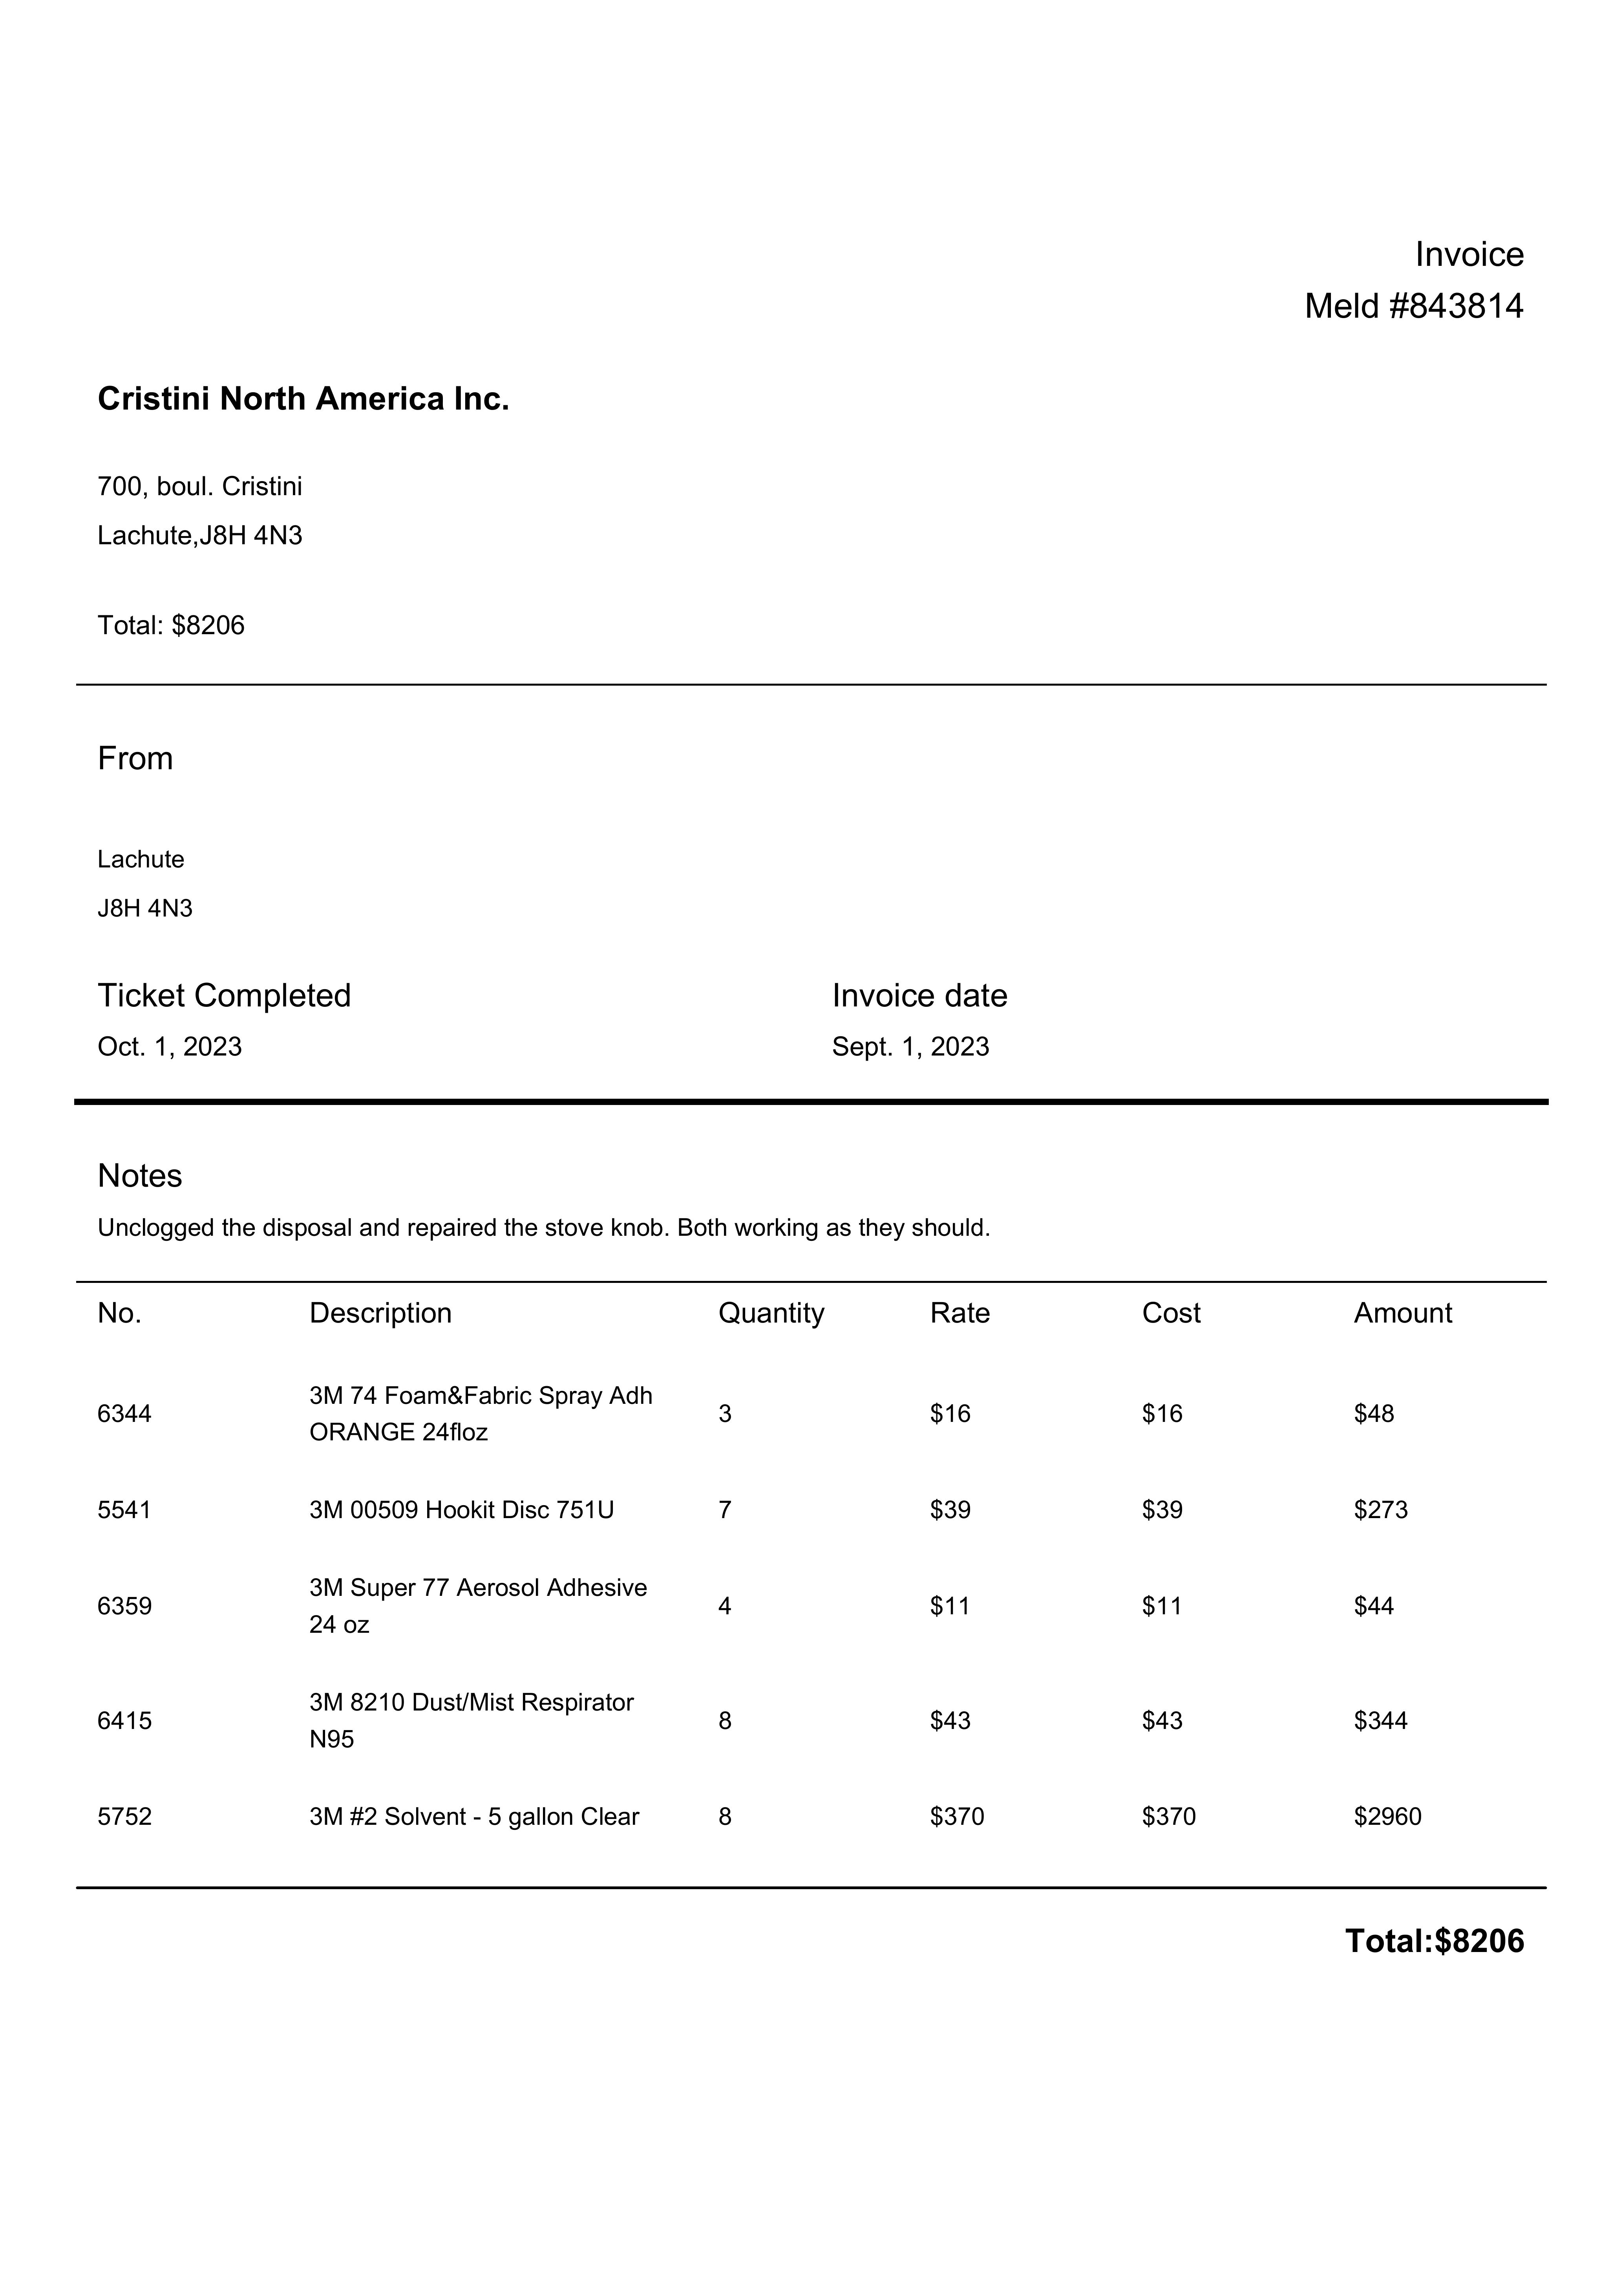 Invoice
Meld #843814
Cristini North America Inc.
700, boul. Cristini
Lachute,J8H 4N3
Total: $8206
From
Lachute
J8H 4N3
Ticket Completed Invoice date
Oct. 1, 2023 Sept. 1, 2023
Notes
Unclogged the disposal and repaired the stove knob. Both working as they should.
No. Description Quantity Rate Cost Amount
6344 3M 74 Foam&Fabric Spray Adh ORANGE 24floz 3 $16 $16 $48
5541 3M 00509 Hookit Disc 751U 7 $39 $39 $273
6359 3M Super 77 Aerosol Adhesive 24 oz 4 $11 $11 $44
6415 3M 8210 Dust/Mist Respirator N95 8 $43 $43 $344
5752 3M #2 Solvent - 5 gallon Clear 8 $370 $370 $2960
Total:$8206